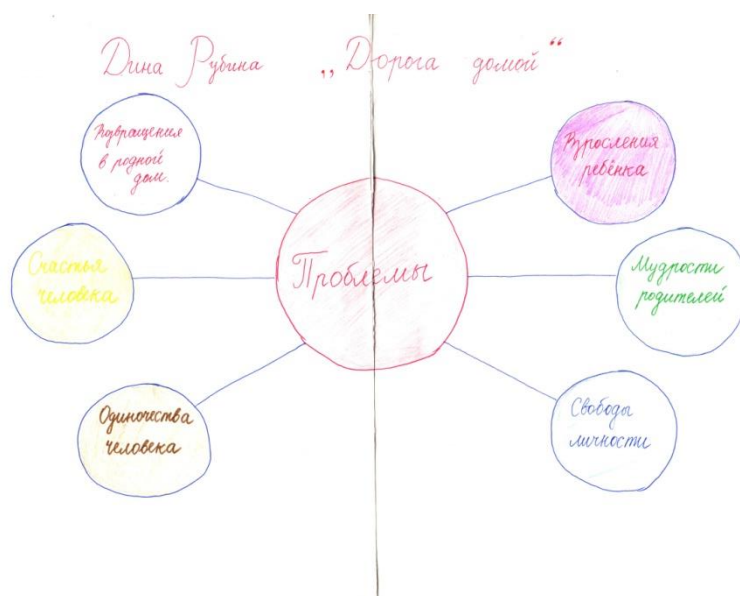 Дина Рубина „Дорога домой“
Возвращения
в родной
дом.
Взросления
ребёнка
Счастья
человека
Проблемы
Мудрости
родителей
Одиночества
человека
Свободы
личности